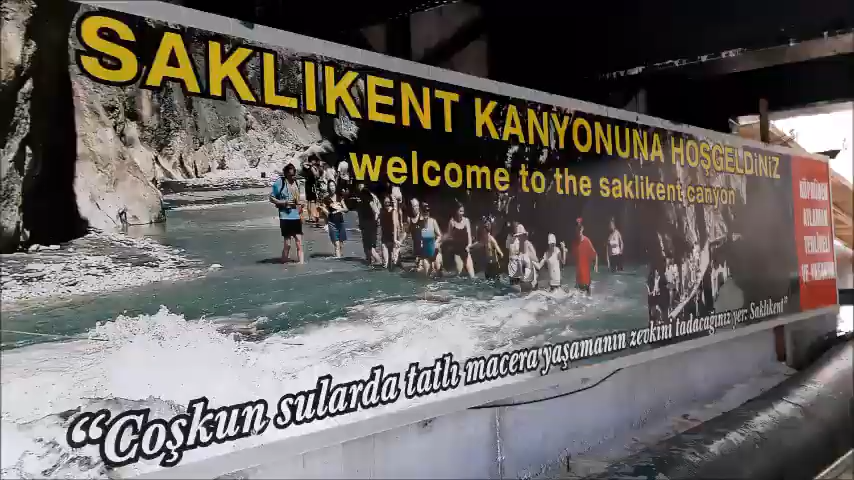 SAKLIKENT KANYONUNA HOŞGELDİNİZ
welcome to the saklikent canyon
"Coşkun sularda tatlı macera yaşamanın zevkini tadacağınız yer: Saklıkent"